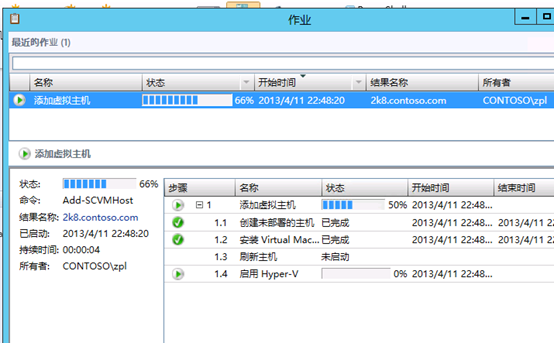 作业
最近的作业 (1)
名称 状态 开始时间 结果名称 所有者
添加虚拟主机 66% 2013/4/11 22:48:20 2k8.contoso.com CONTOSO\zpl
添加虚拟主机
状态: 66%
命令: Add-SCVMHost
结果名称: 2k8.contoso.com
已启动: 2013/4/11 22:48:20
持续时间: 00:00:04
所有者: CONTOSO\zpl
步骤 名称 状态 开始时间 结束时间
1 添加虚拟主机 50% 2013/4/11 22:48...
1.1 创建未部署的主机 已完成 2013/4/11 22:48... 2013/4/11 22
1.2 安装 Virtual Mac... 已完成 2013/4/11 22:48... 2013/4/11 22
1.3 刷新主机 未启动
1.4 启用 Hyper-V 0% 2013/4/11 22:48...